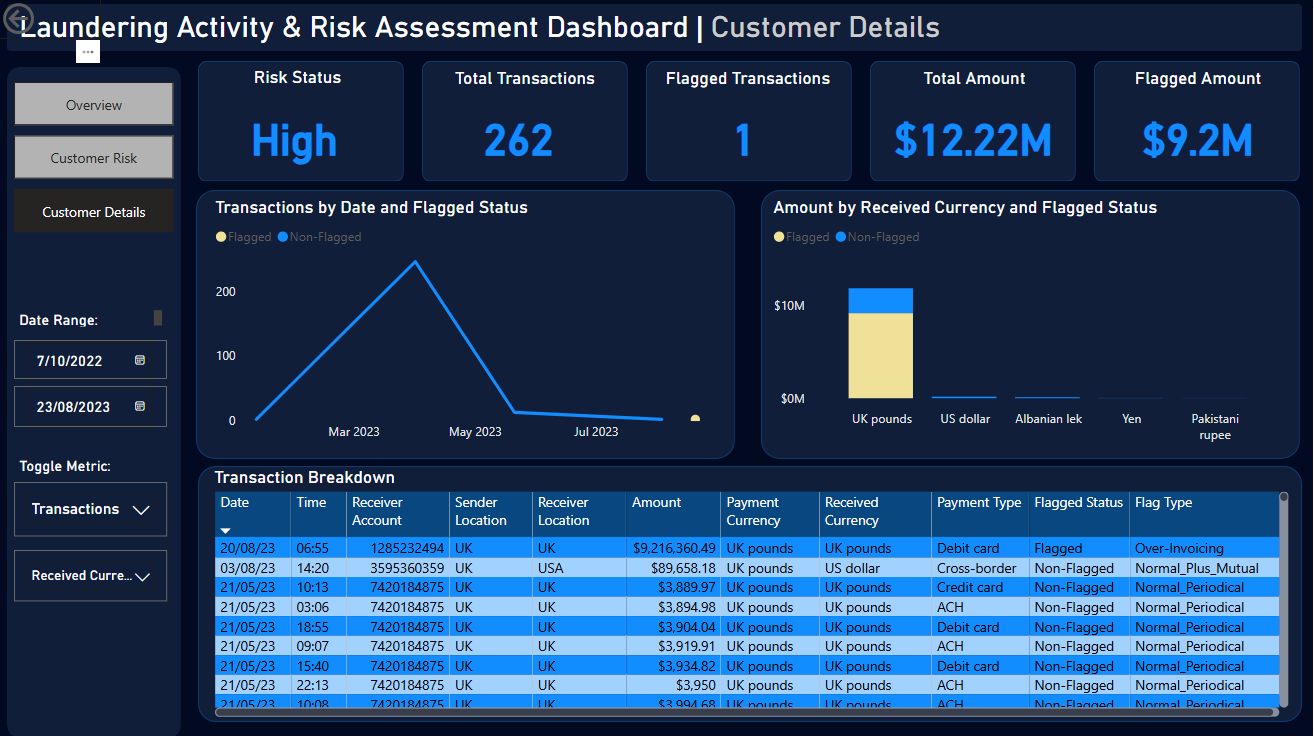 Laundering Activity & Risk Assessment Dashboard | Customer Details
Overview
Customer Risk
Customer Details
Date Range:
7/10/2022
23/08/2023
Toggle Metric:
Transactions
Received Curre...
Risk Status
High
Total Transactions
262
Flagged Transactions
1
Total Amount
$12.22M
Flagged Amount
$9.2M
Transactions by Date and Flagged Status
Flagged Non-Flagged
200
100
0
Mar 2023 May 2023 Jul 2023
Amount by Received Currency and Flagged Status
Flagged Non-Flagged
$10M
$0M
UK pounds US dollar Albanian lek Yen Pakistani
rupee
Transaction Breakdown
Date Time Receiver Sender Receiver Amount Payment Received Payment Type Flagged Status Flag Type
Account Location Location Currency Currency
20/08/23 06:55 1285232494 UK UK $9,216,360.49 UK pounds UK pounds Debit card Flagged Over-Invoicing
03/08/23 14:20 3595360359 UK USA $89,658.18 UK pounds US dollar Cross-border Non-Flagged Normal_Plus_Mutual
21/05/23 10:13 7420184875 UK UK $3,889.97 UK pounds UK pounds Credit card Non-Flagged Normal_Periodical
21/05/23 03:06 7420184875 UK UK $3,894.98 UK pounds UK pounds ACH Non-Flagged Normal_Periodical
21/05/23 18:55 7420184875 UK UK $3,904.04 UK pounds UK pounds Debit card Non-Flagged Normal_Periodical
21/05/23 09:07 7420184875 UK UK $3,919.91 UK pounds UK pounds ACH Non-Flagged Normal_Periodical
21/05/23 15:40 7420184875 UK UK $3,934.82 UK pounds UK pounds Debit card Non-Flagged Normal_Periodical
21/05/23 22:13 7420184875 UK UK $3,950 UK pounds UK pounds ACH Non-Flagged Normal_Periodical
21/05/23 10:08 7420184875 UK UK $3,994.68 UK pounds UK pounds ACH Non-Flagged Normal_Periodical